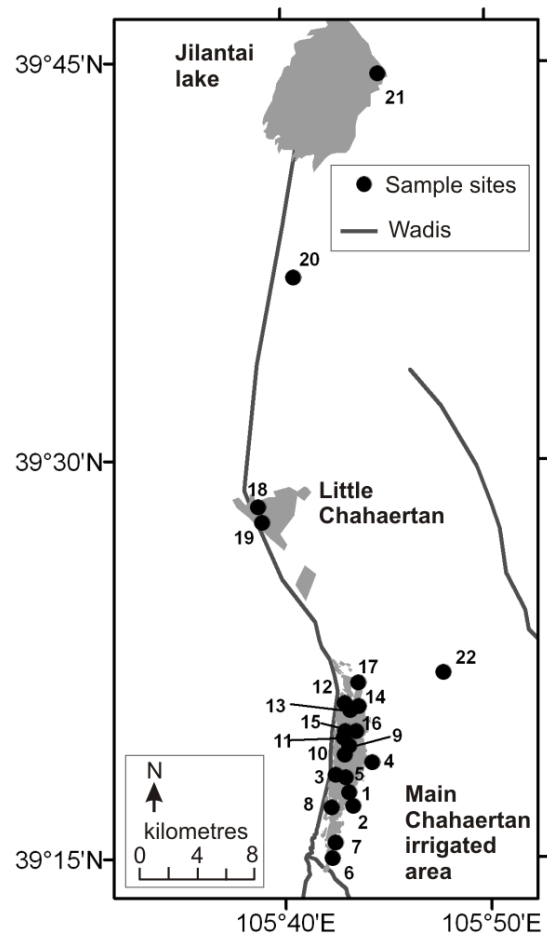 Jilantai
lake
39°45'N
21
Sample sites
Wadis
20
39°30'N
18
Little
Chahaertan
19
22
17
12
14
13
15
16
11
9
10
4
3
5
1
Main
Chahaertan
irrigated
area
8
2
7
6
N
kilometres
0 4 8
39°15'N
105°40'E
105°50'E